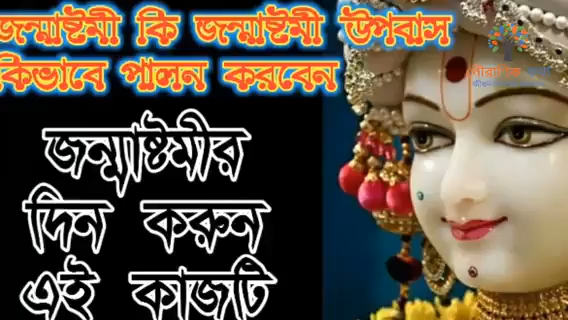 জন্মাষ্টমী কি জন্মাষ্টমী উপবাস
কিভাবে পালন করবেন
জন্মাষ্টমীর
দিন করুন
এই কাজটি